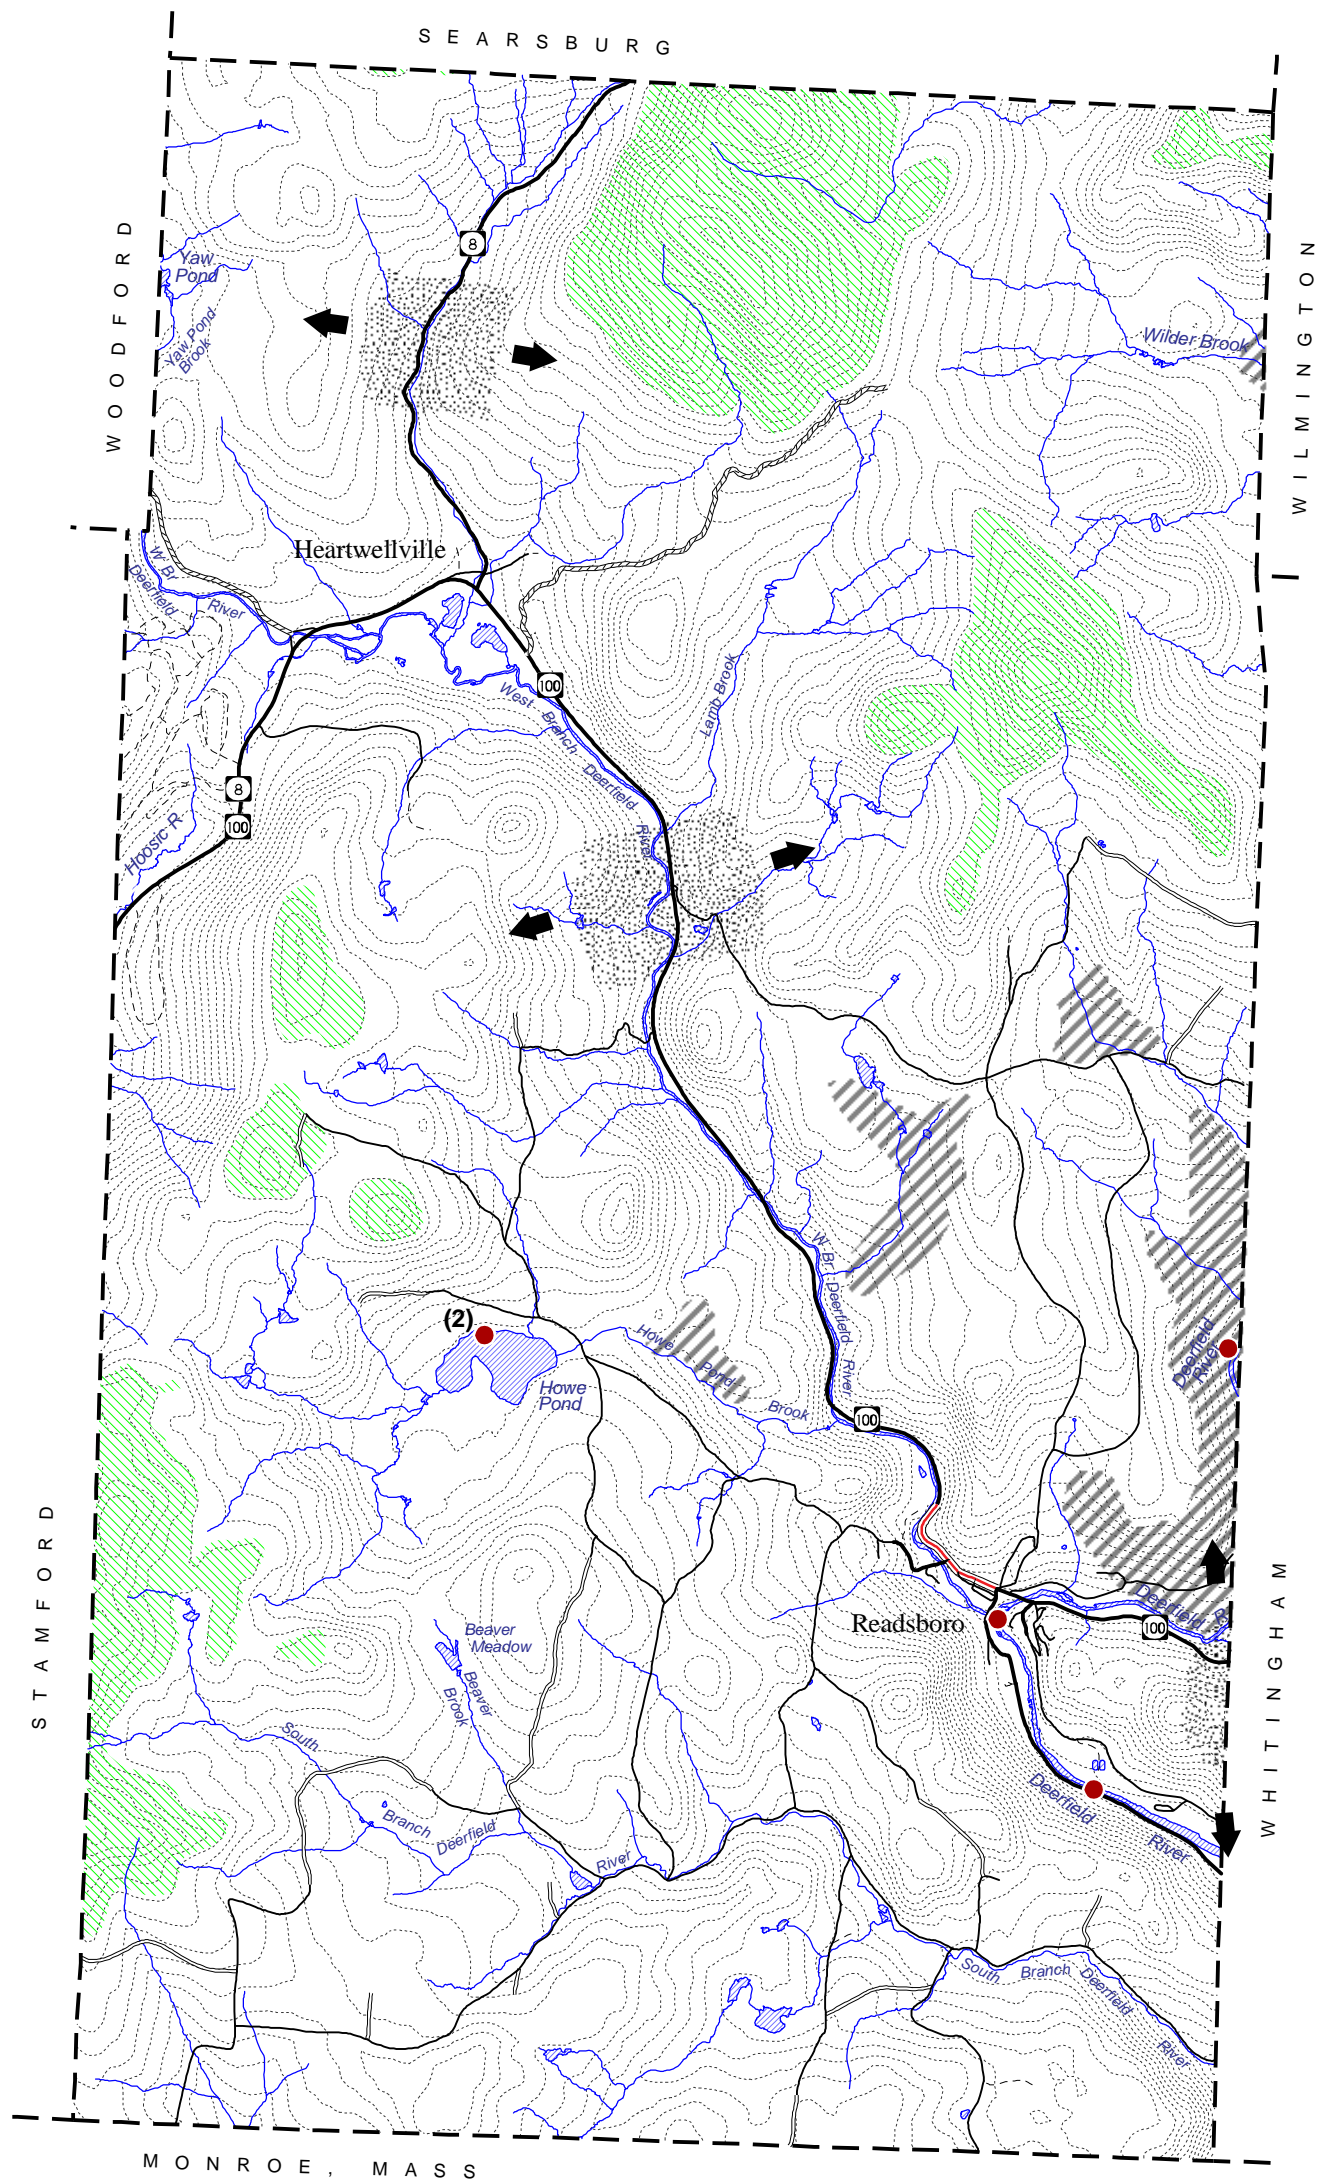 SEARSBURG
WOODFORD
WILMINGTON
8
Yaw
Pond
Yaw Pond
Brook
Wilder Brook
Heartwellville
W Br
Deerfield
River
100
West Branch Deerfield River
Lamb Brook
8
100
Hoosic R
W Br. Deerfield River
(2)
Howe
Pond
Howe Pond Brook
100
Deerfield
River
STAMFORD
WHITINGHAM
Readsboro
Deerfield R
100
Beaver
Meadow
Beaver
Brook
South Branch Deerfield River
Deerfield River
South Branch Deerfield River
MONROE, MASS